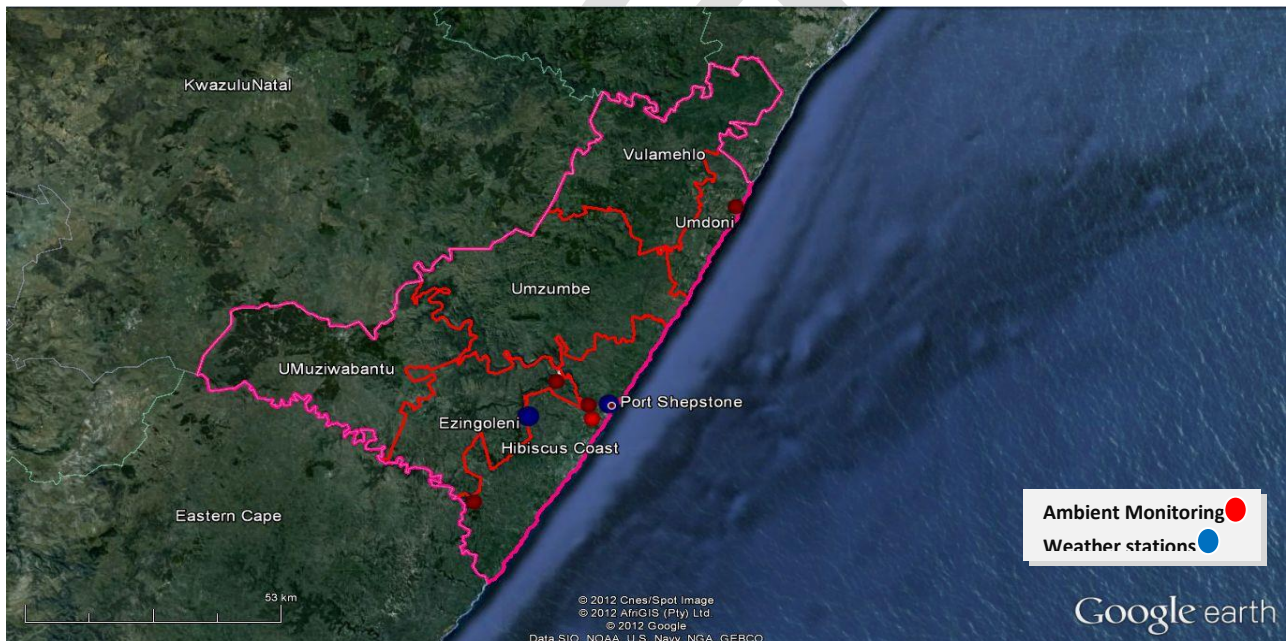 KwazuluNatal
Vulamehlo
Umdoni
Umzumbe
UMuziwabantu
Port Shepstone
Ezingoleni
Hibiscus Coast
Eastern Cape
Ambient Monitoring
Weather stations
53 km
© 2012 Cnes/Spot Image
© 2012 AfriGIS (Pty) Ltd.
© 2012 Google
Data SIO, NOAA, U.S. Navy, NGA, GEBCO
Google earth